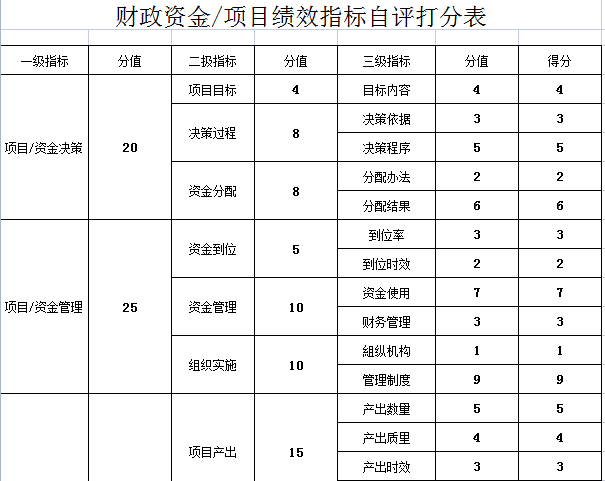 财政资金/项目绩效指标自评打分表
一级指标 分值 二扱指标 分值 三级指标 分值 得分
项目/资金决策 20 项目目标 4 目标内容 4 4
决策过程 8 决策依据 3 3
决策程序 5 5
资金分配 8 分配办法 2 2
分配结果 6 6
项目/资金管理 25 资金到位 5 到位率 3 3
到位时效 2 2
资金管理 10 资金使用 7 7
财务管理 3 3
组织实施 10 組纵机构 1 1
管理制度 9 9
项目产出 15 产出数量 5 5
产出质里 4 4
产出时效 3 3